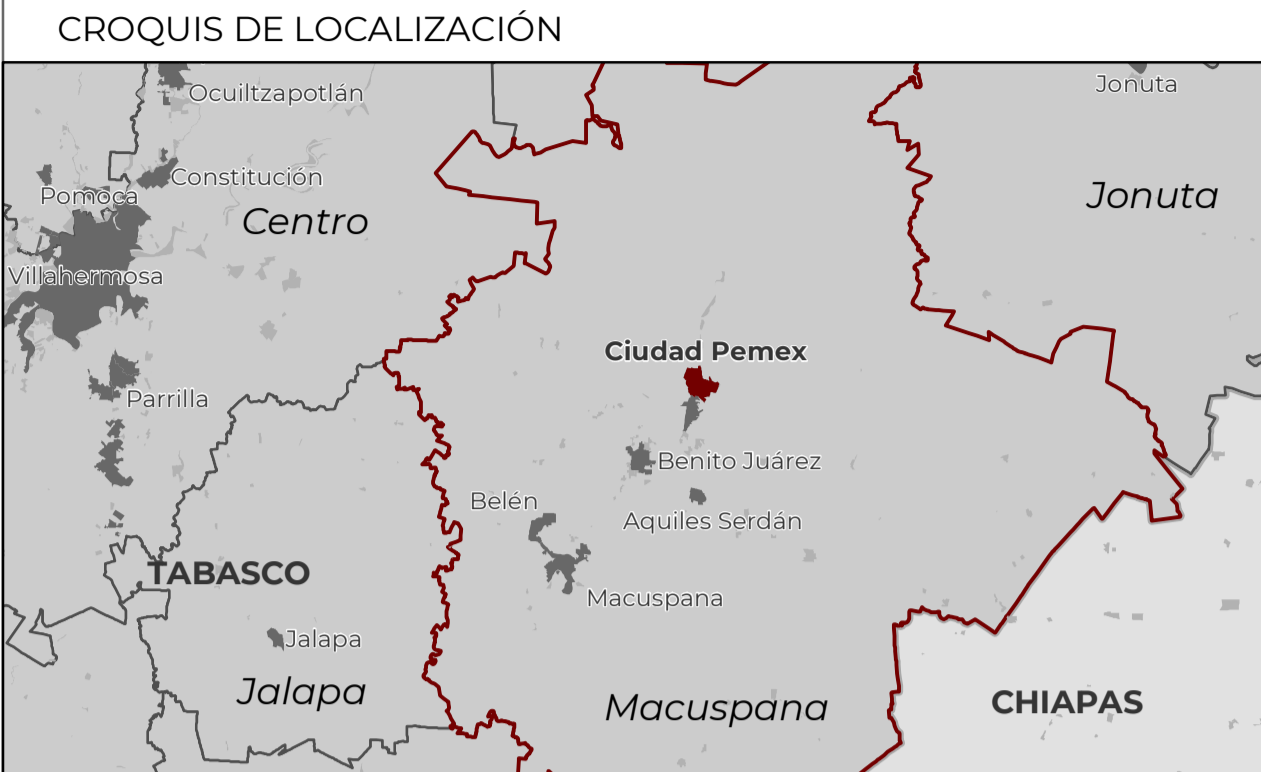 CROQUIS DE LOCALIZACIÓN
Jonuta
Ocuiltzapotlán
Constitución
Pomoca
Jonuta
Centro
Villahermosa
Ciudad Pemex
Parrilla
Benito Juárez
Belén
Aquiles Serdán
TABASCO
Macuspana
Jalapa
Jalapa
Macuspana
CHIAPAS